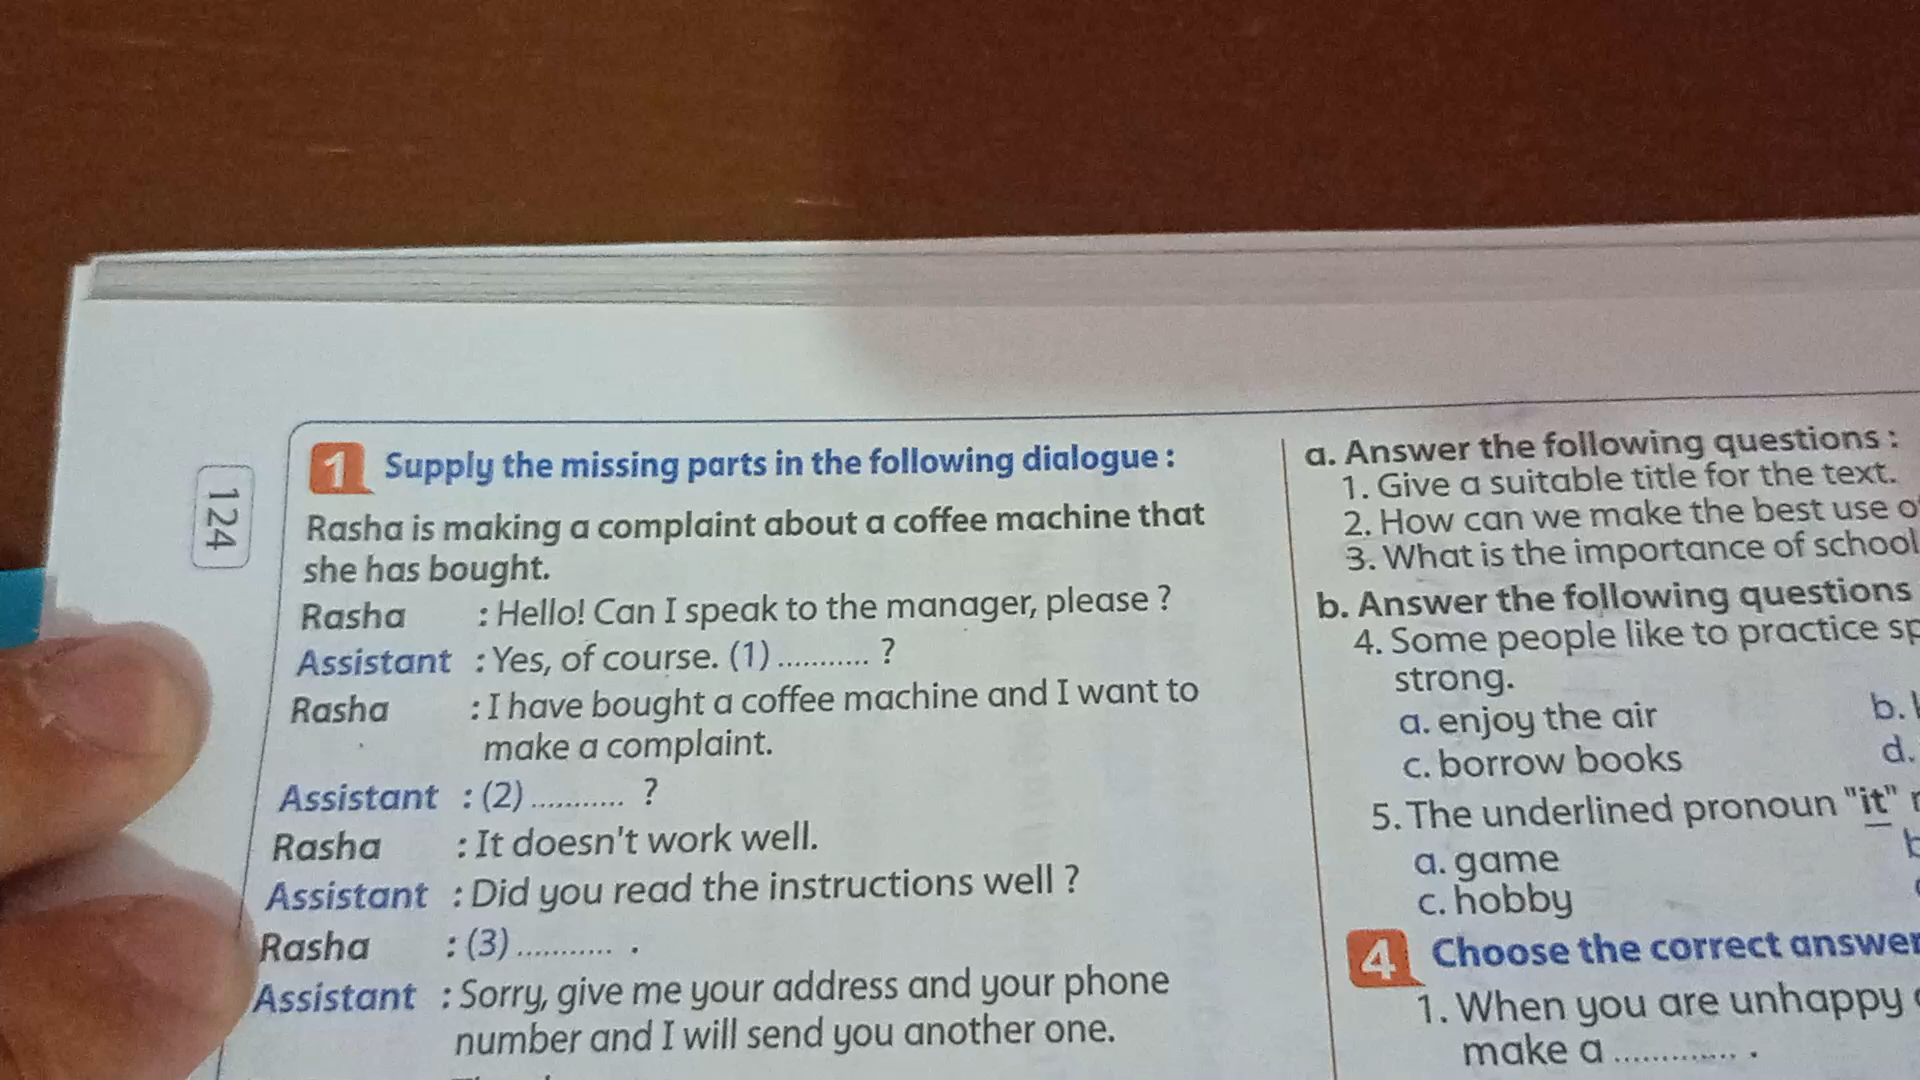 124
1 Supply the missing parts in the following dialogue :
Rasha is making a complaint about a coffee machine that
she has bought.
Rasha : Hello! Can I speak to the manager, please ?
Assistant : Yes, of course. (1) ........... ?
Rasha : I have bought a coffee machine and I want to
make a complaint.
Assistant : (2) ........... ?
Rasha : It doesn't work well.
Assistant : Did you read the instructions well ?
Rasha : (3) ........... .
Assistant : Sorry, give me your address and your phone
number and I will send you another one.
a. Answer the following questions :
1. Give a suitable title for the text.
2. How can we make the best use
3. What is the importance of school
b. Answer the following questions
4. Some people like to practice
strong.
a. enjoy the air b.
c. borrow books d.
5. The underlined pronoun "it"
a. game
c. hobby
4 Choose the correct answer
1. When you are unhappy
make a ............. .